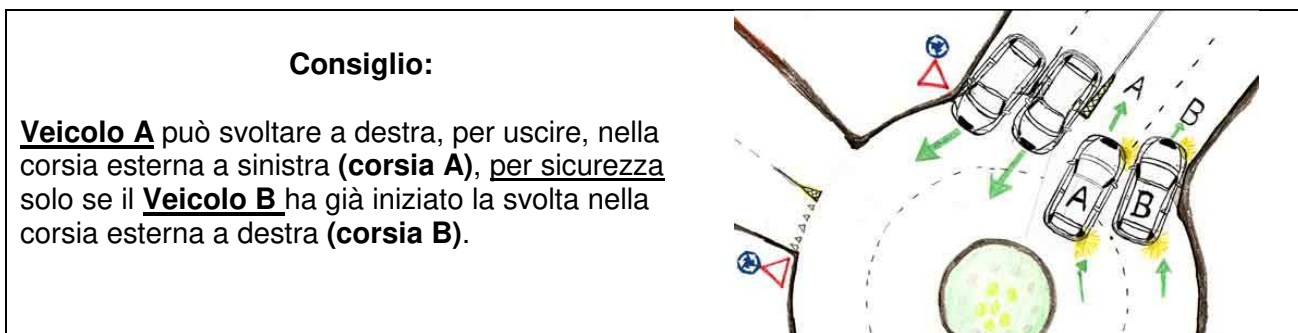 Consiglio:
Veicolo A può svoltare a destra, per uscire, nella
corsia esterna a sinistra (corsia A), per sicurezza
solo se il Veicolo B ha già iniziato la svolta nella
corsia esterna a destra (corsia B).
A
B
A
B